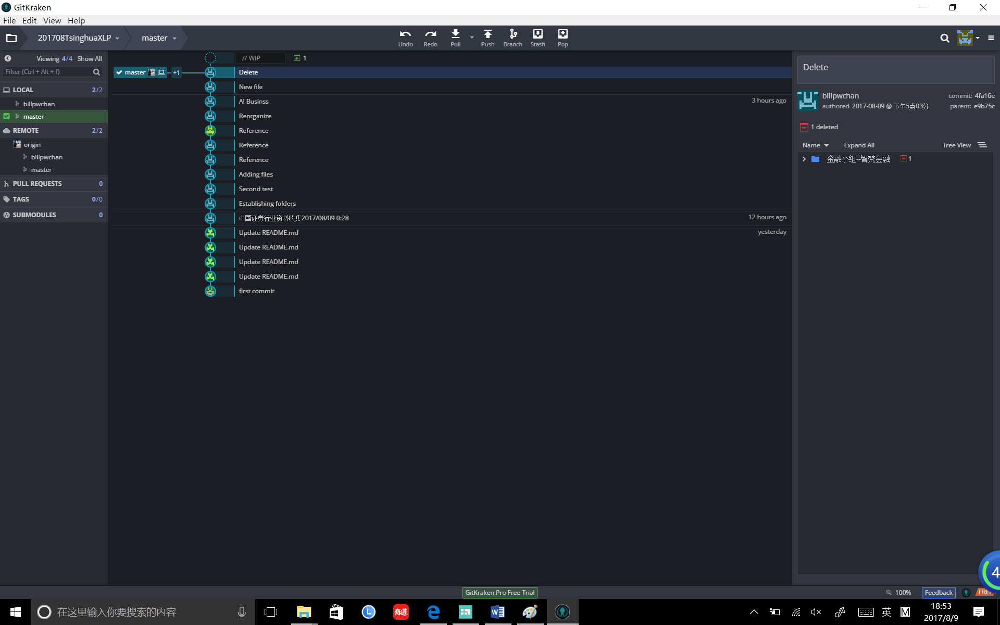 GitKraken
File Edit View Help
201708TsinghuaXLP master Undo Redo Pull Push Branch Stash Pop
Viewing 4/4 Show All
Filter (Ctrl + Alt + f)
LOCAL 2/2
billpwchan
master
REMOTE 2/2
origin
billpwchan
master
PULL REQUESTS 0
TAGS 0/0
SUBMODULES 0
// WIP 1
master +1 Delete
New file
AI Businss 3 hours ago
Reorganize
Reference
Reference
Reference
Adding files
Second test
Establishing folders
中国证券行业资料收集2017/08/09 0:28 12 hours ago
Update README.md yesterday
Update README.md
Update README.md
Update README.md
first commit
Delete
billpwchan commit: 4fa16e
authored 2017-08-09 @ 下午5点03分 parent: e9b75c
1 deleted
Name Expand All Tree View
金融小组--智梵金融 1
4
GitKraken Pro Free Trial 100% Feedback FREE
在这里输入你要搜索的内容 有道 英 M 18:53
2017/8/9